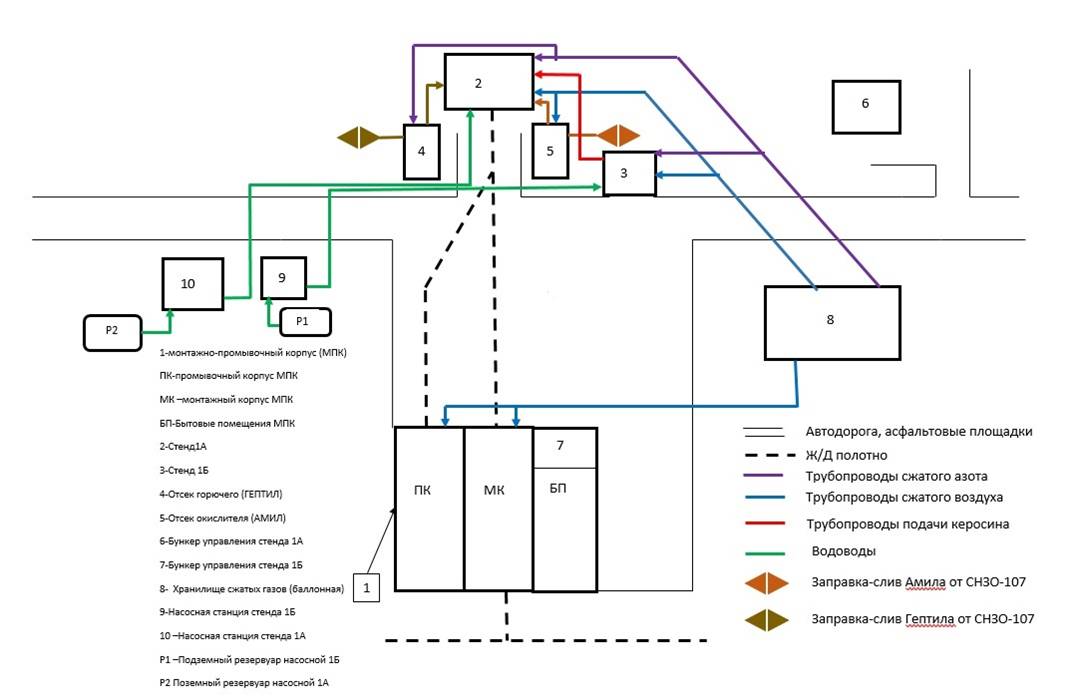 2
6
4
5
3
10
9
8
P2
P1
1-монтажно-промывочный корпус (МПК)
ПК-промывочный корпус МПК
МК –монтажный корпус МПК
БП-Бытовые помещения МПК
2-Стенд1А
3-Стенд 1Б
4-Отсек горючего (ГЕПТИЛ)
5-Отсек окислителя (АМИЛ)
6-Бункер управления стенда 1А
7-Бункер управления стенда 1Б
8- Хранилище сжатых газов (баллонная)
9-Насосная станция стенда 1Б
10 –Насосная станция стенда 1А
Р1 –Подземный резервуар насосной 1Б
Р2 Поземный резервуар насосной 1А
1
ПК
МК
7
БП
Автодорога, асфальтовые площадки
Ж/Д полотно
Трубопроводы сжатого азота
Трубопроводы сжатого воздуха
Трубопроводы подачи керосина
Водоводы
Заправка-слив Амила от СНЗО-107
Заправка-слив Гептила от СНЗО-107